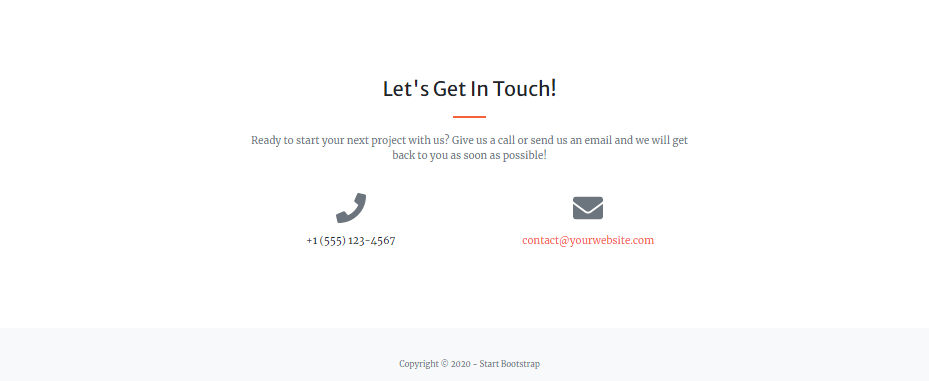 Let's Get In Touch!
Ready to start your next project with us? Give us a call or send us an email and we will get
back to you as soon as possible!
+1 (555) 123-4567
contact@yourwebsite.com
Copyright © 2020 - Start Bootstrap